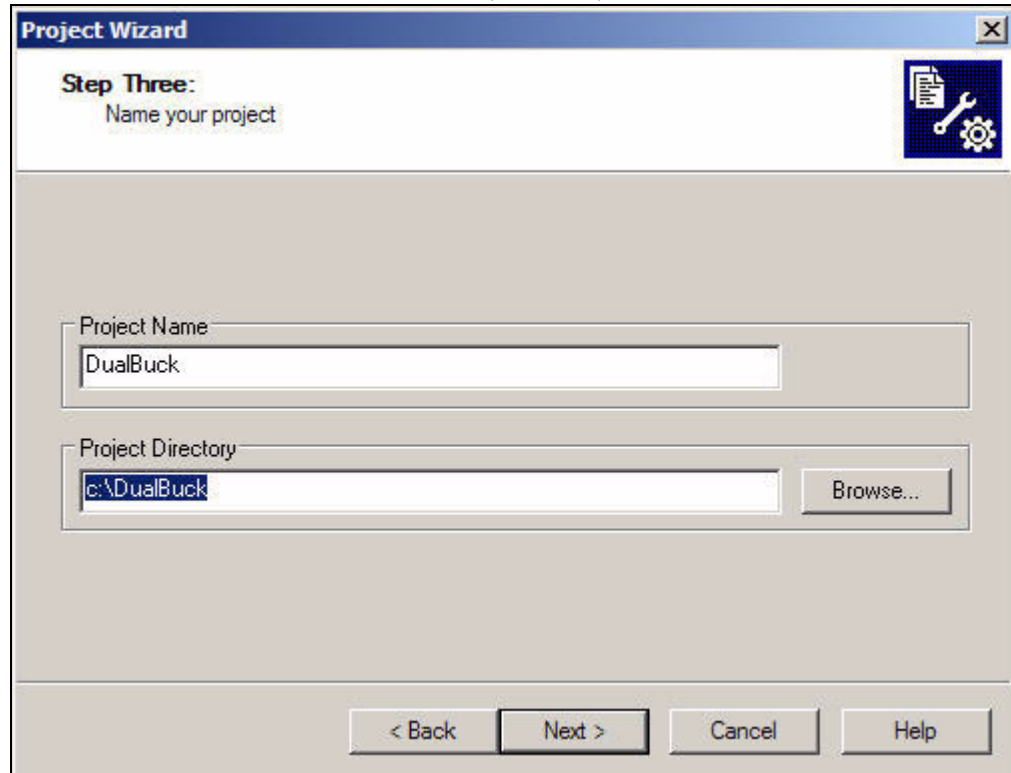 Project Wizard
Step Three:
Name your project
Project Name
DualBuck
Project Directory
c:\DualBuck
Browse...
< Back
Next >
Cancel
Help